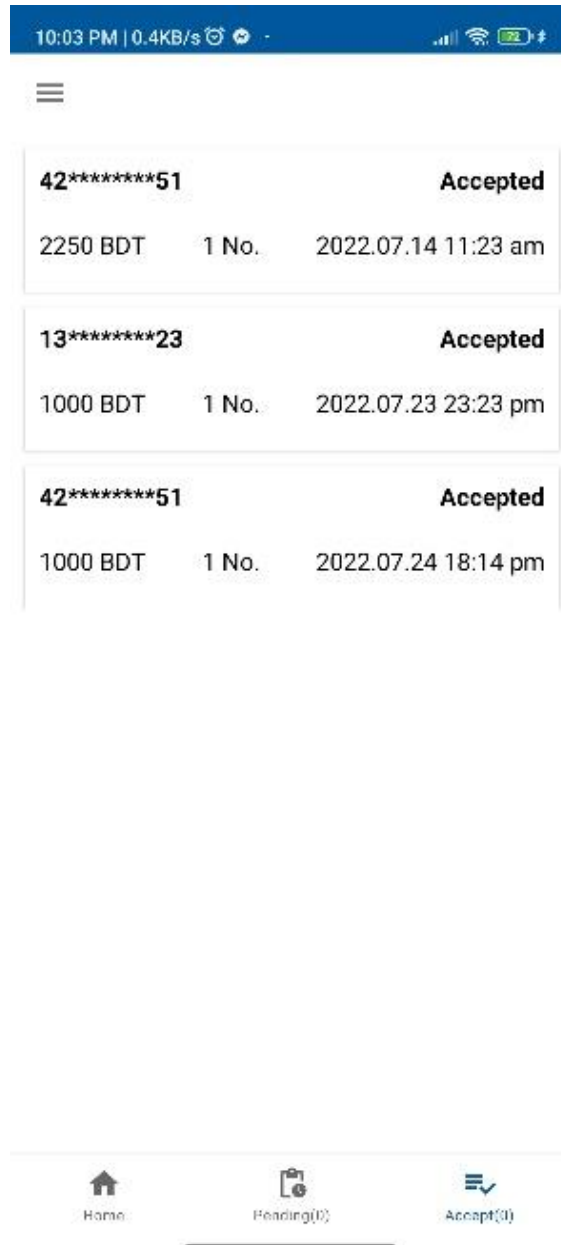 10:03 PM | 0.4KB/s
72
42********51 Accepted
2250 BDT 1 No. 2022.07.14 11:23 am
13********23 Accepted
1000 BDT 1 No. 2022.07.23 23:23 pm
42********51 Accepted
1000 BDT 1 No. 2022.07.24 18:14 pm
Home Pending(0) Accept(0)